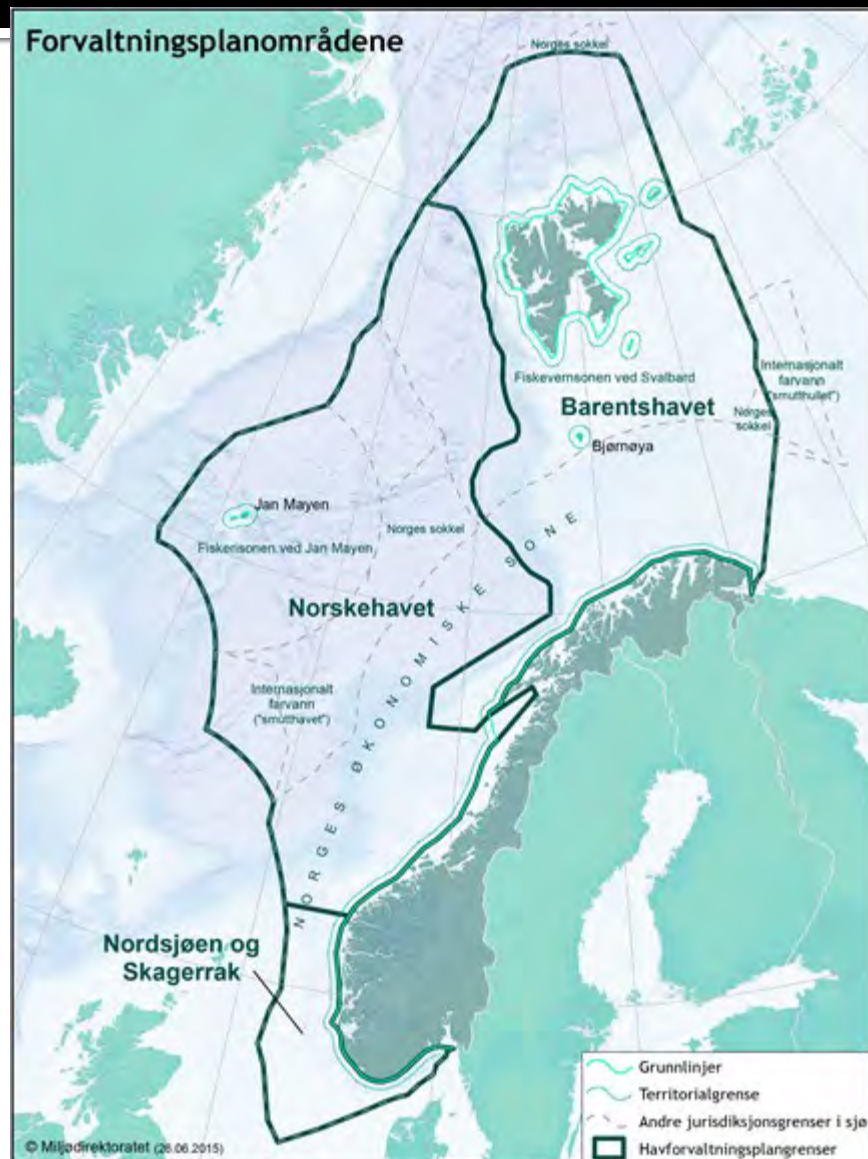 Forvaltningsplanområdene
Norges sokkel
Fiskevernsonen ved Svalbard
Internasjonalt
farvann
("smutthullet")
Barentshavet
Norges
sokkel
Bjørnøya
Jan Mayen
Norges sokkel
Fiskerisonen ved Jan Mayen
Norskehavet
NORGES ØKONOMISKE SONE
Internasjonalt
farvann
("smutthavet")
Nordsjøen og
Skagerrak
Grunnlinjer
Territorialgrense
Andre jurisdiksjonsgrenser i sjø
Havforvaltningsplangrenser
© Miljødirektoratet (26.06.2015)